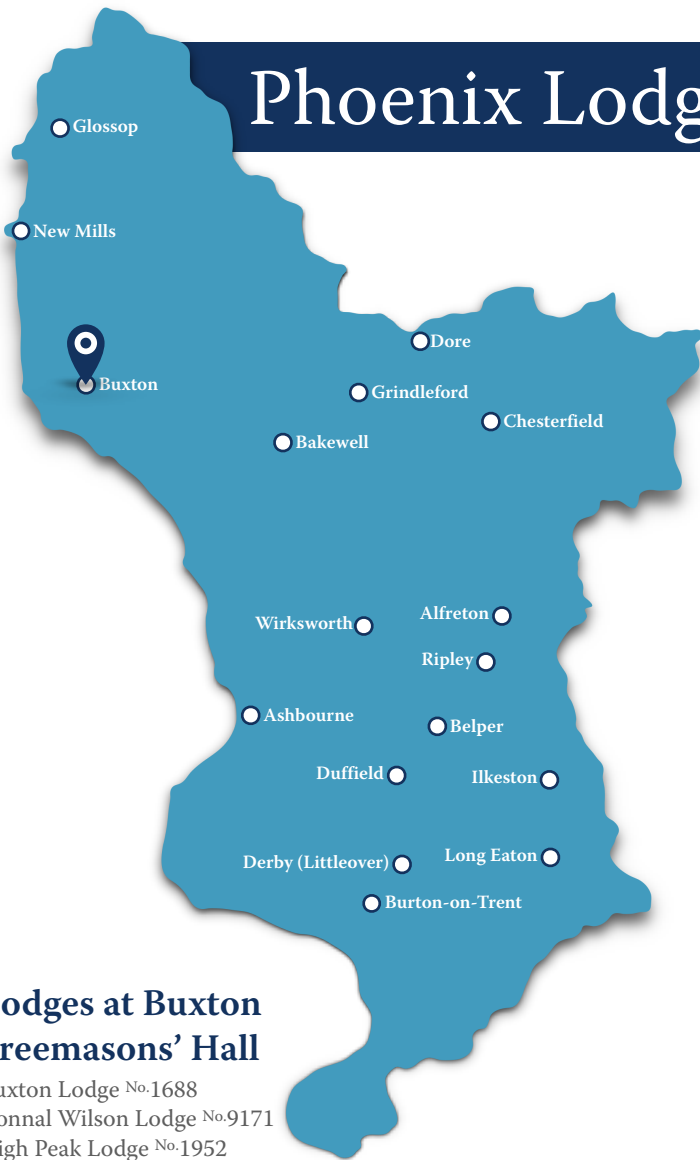 Phoenix Lodg
Glossop
New Mills
Dore
Buxton
Grindleford
Chesterfield
Bakewell
Alfreton
Wirksworth
Ripley
Ashbourne
Belper
Duffield
Ilkeston
Long Eaton
Derby (Littleover)
Burton-on-Trent
odges at Buxton
reemasons’ Hall
uxton Lodge No.1688
onnal Wilson Lodge No.9171
igh Peak Lodge No.1952